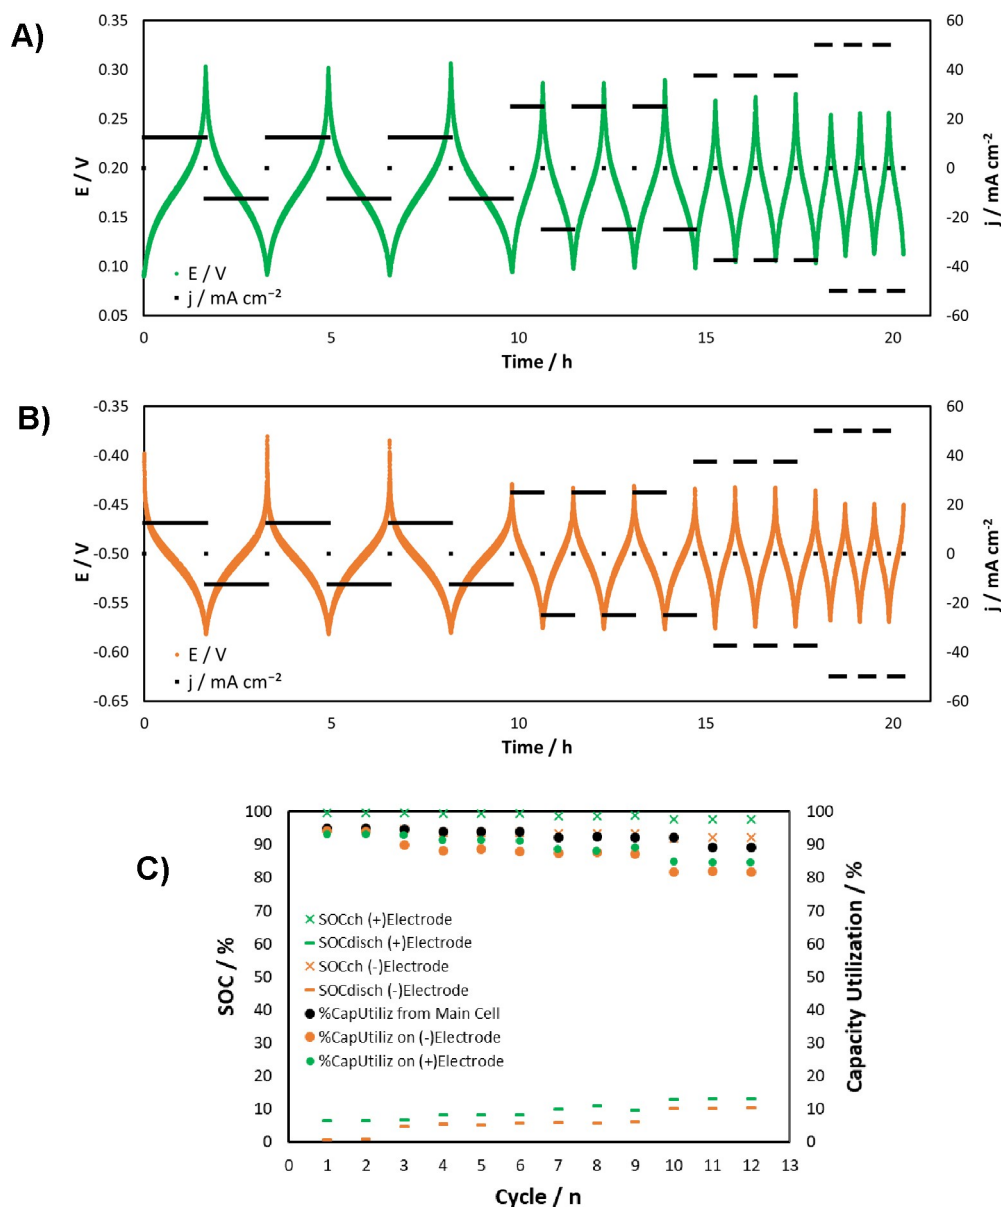 A)
0.35
0.30
0.25
0.20
0.15
0.10
0.05
E / V
60
40
20
0
-20
-40
-60
j / mA cm⁻²
E / V
j / mA cm⁻²
0 5 10 15 20
Time / h
B)
-0.35
-0.40
-0.45
-0.50
-0.55
-0.60
-0.65
E / V
60
40
20
0
-20
-40
-60
j / mA cm⁻²
E / V
j / mA cm⁻²
0 5 10 15 20
Time / h
C)
100
90
80
70
60
50
40
30
20
10
0
SOC / %
100
90
80
70
60
50
40
30
20
10
0
Capacity Utilization / %
SOCch (+)Electrode
SOCdisch (+)Electrode
SOCch (-)Electrode
SOCdisch (-)Electrode
%CapUtiliz from Main Cell
%CapUtiliz on (-)Electrode
%CapUtiliz on (+)Electrode
0 1 2 3 4 5 6 7 8 9 10 11 12 13
Cycle / n